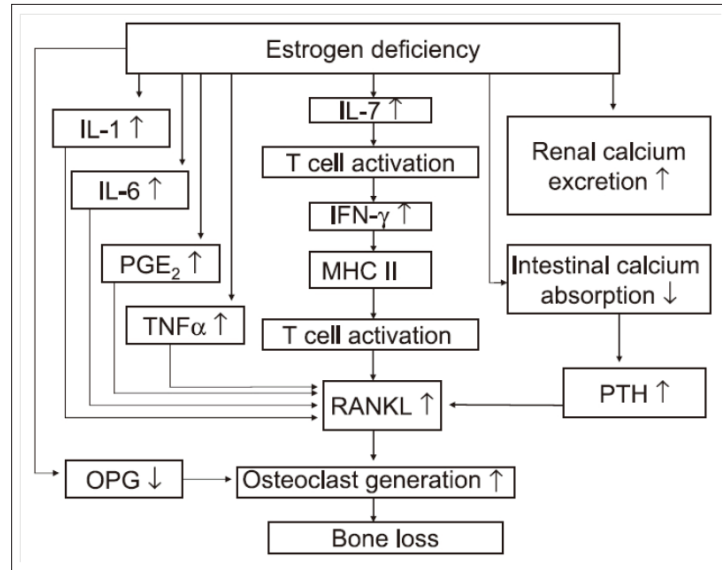 Estrogen deficiency
IL-1 ↑
IL-6 ↑
PGE₂ ↑
TNFα ↑
IL-7 ↑
T cell activation
IFN-γ ↑
MHC II
T cell activation
RANKL ↑
Renal calcium
excretion ↑
Intestinal calcium
absorption ↓
PTH ↑
OPG ↓
Osteoclast generation ↑
Bone loss